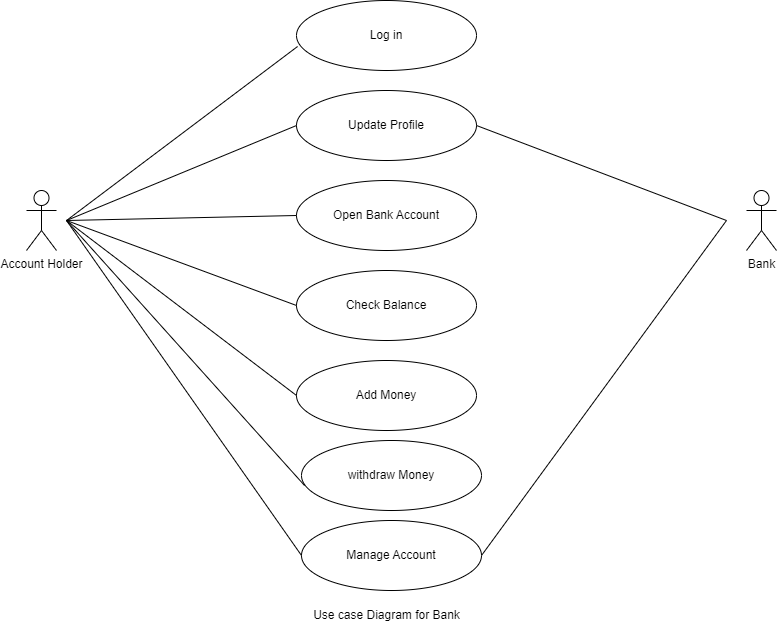 Log in
Update Profile
Open Bank Account
Account Holder
Bank
Check Balance
Add Money
withdraw Money
Manage Account
Use case Diagram for Bank